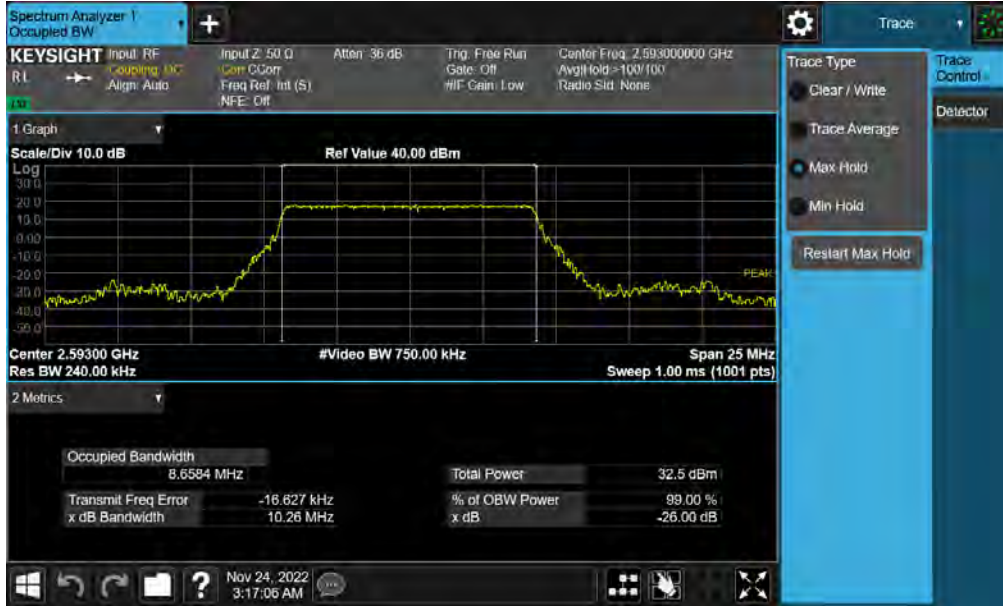 Spectrum Analyzer 1
Occupied BW
Trace
KEYSIGHT
Input: RF
Input Z: 50 Ω
Atten: 36 dB
Trig: Free Run
Center Freq: 2.593000000 GHz
RL
Coupling: DC
Corr CCorr
Gate: Off
Avg|Hold:>100/100
Align: Auto
Freq Ref: Int (S)
#IF Gain: Low
Radio Std: None
NFE: Off
Trace Type
Clear / Write
Trace Average
Max Hold
Min Hold
Restart Max Hold
Trace
Control
Detector
1 Graph
Scale/Div 10.0 dB
Ref Value 40.00 dBm
Log
30.0
20.0
10.0
0.00
-10.0
-20.0
-30.0
-40.0
-50.0
PEAK
Center 2.59300 GHz
#Video BW 750.00 kHz
Span 25 MHz
Res BW 240.00 kHz
Sweep 1.00 ms (1001 pts)
2 Metrics
Occupied Bandwidth
8.6584 MHz
Total Power
32.5 dBm
Transmit Freq Error
-16.627 kHz
% of OBW Power
99.00 %
x dB Bandwidth
10.26 MHz
x dB
-26.00 dB
?
Nov 24, 2022
3:17:06 AM